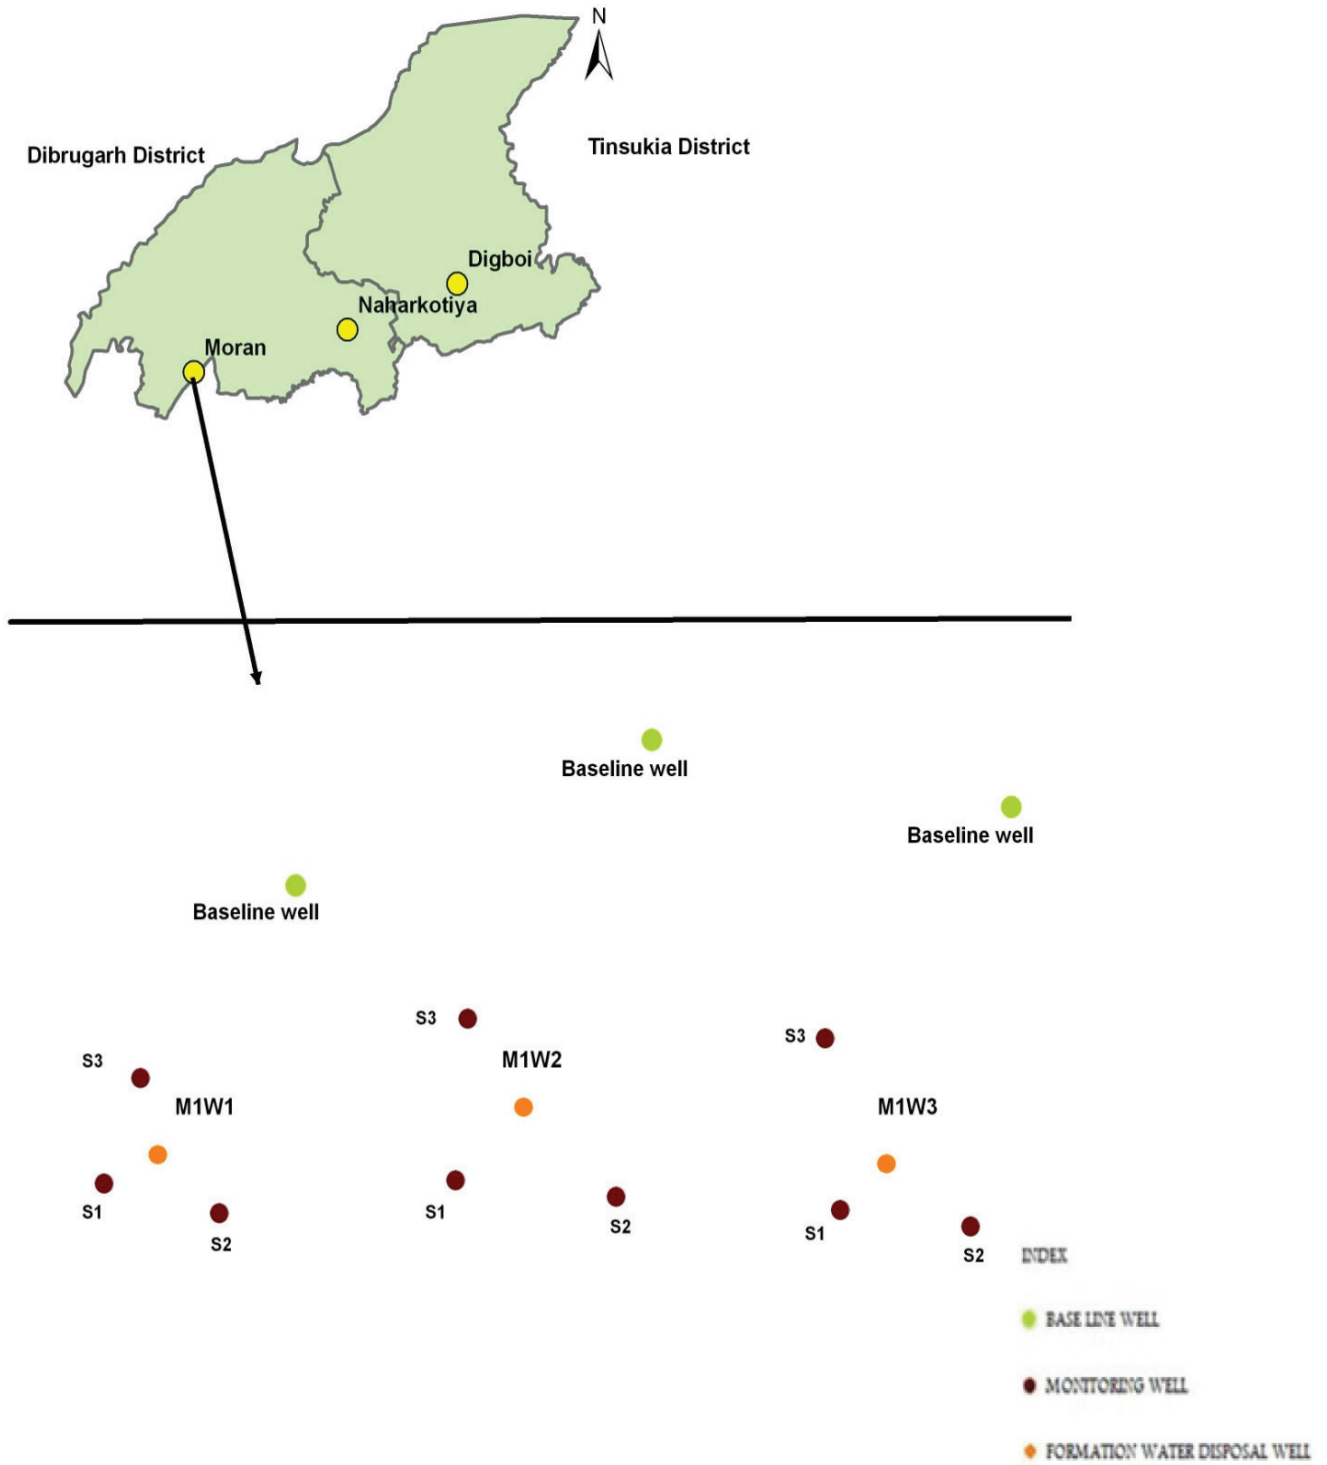 N
Dibrugarh District
Tinsukia District
Digboi
Naharkotiya
Moran
Baseline well
Baseline well
Baseline well
S3
M1W2
S3
S3
M1W1
M1W3
S1
S2
S1
S2
S1
S2
INDEX
BASE LINE WELL
MONITORING WELL
FORMATION WATER DISPOSAL WELL